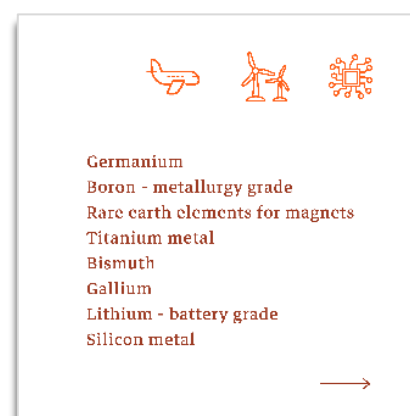 Germanium
Boron - metallurgy grade
Rare earth elements for magnets
Titanium metal
Bismuth
Gallium
Lithium - battery grade
Silicon metal